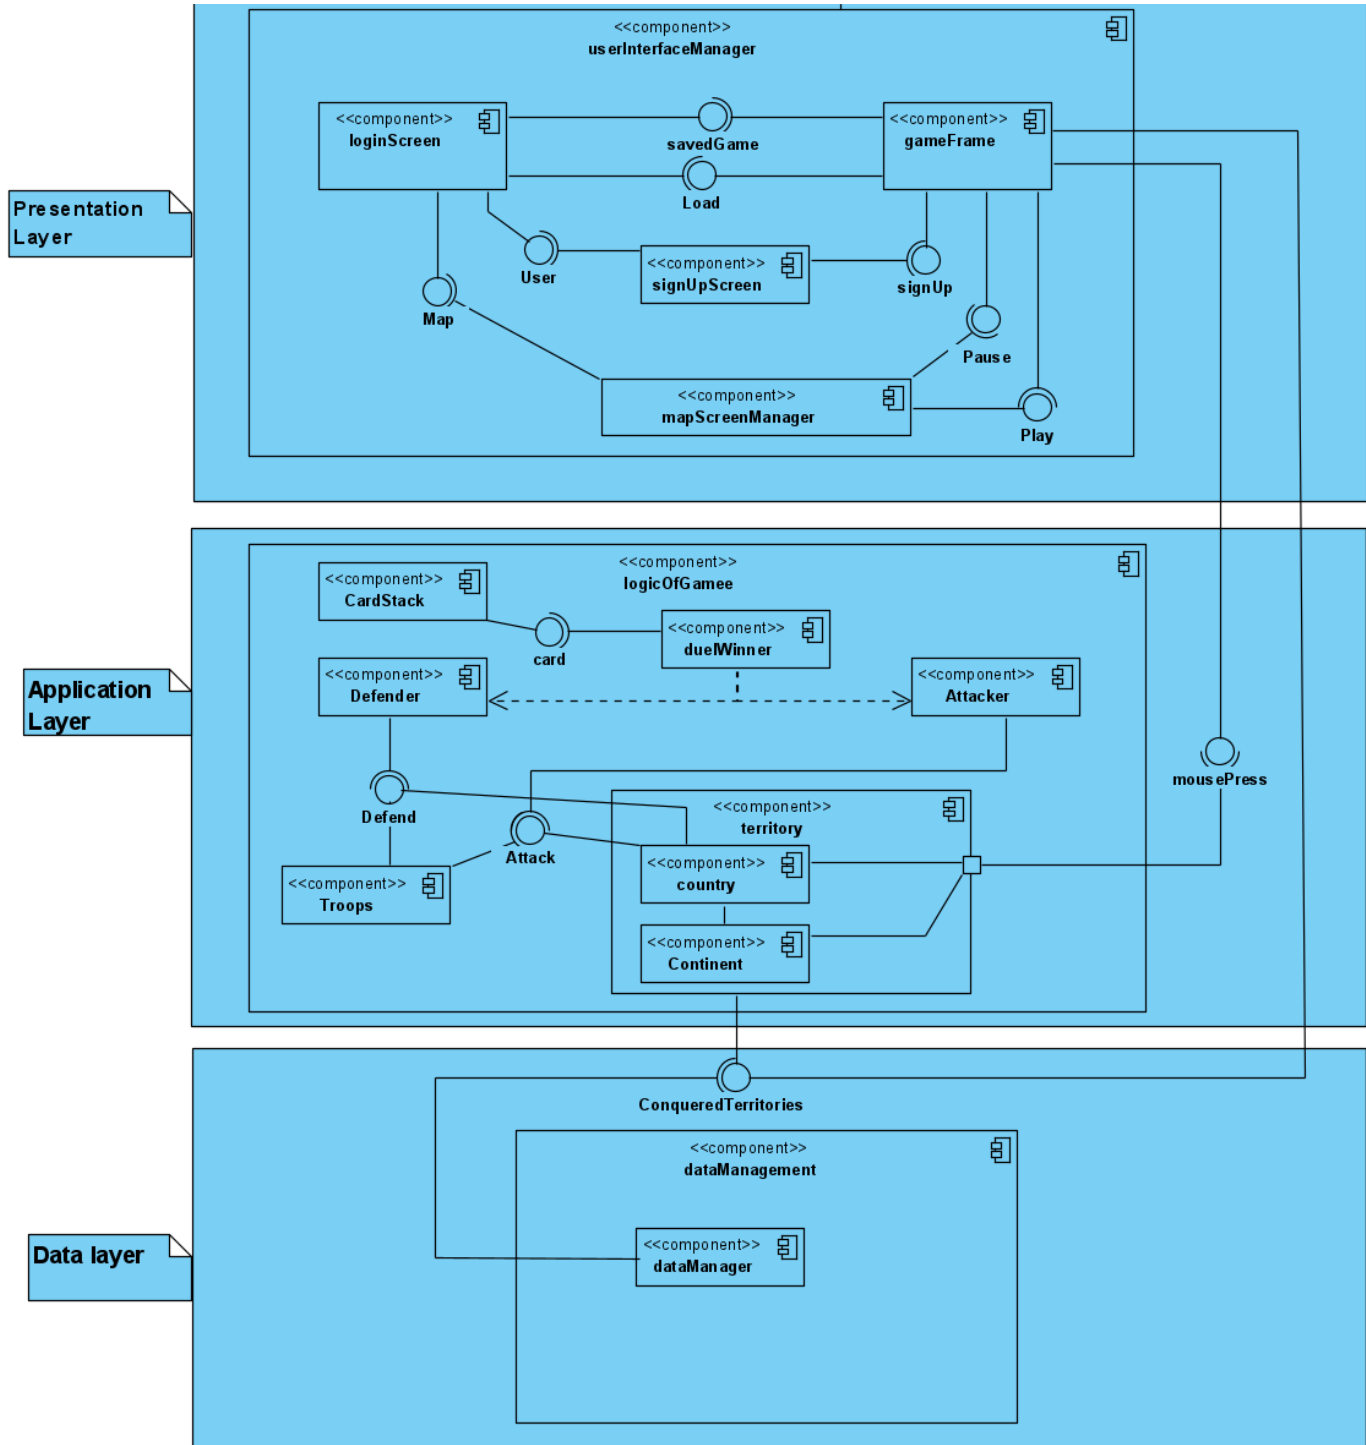 <<component>>
userInterfaceManager
<<component>>
loginScreen
savedGame
<<component>>
gameFrame
Load
Presentation
Layer
User
<<component>>
signUpScreen
signUp
Map
Pause
<<component>>
mapScreenManager
Play
<<component>>
logicOfGamee
<<component>>
CardStack
card
<<component>>
duelWinner
Application
Layer
<<component>>
Defender
<<component>>
Attacker
mousePress
Defend
<<component>>
territory
Attack
<<component>>
country
<<component>>
Troops
<<component>>
Continent
ConqueredTerritories
<<component>>
dataManagement
Data layer
<<component>>
dataManager